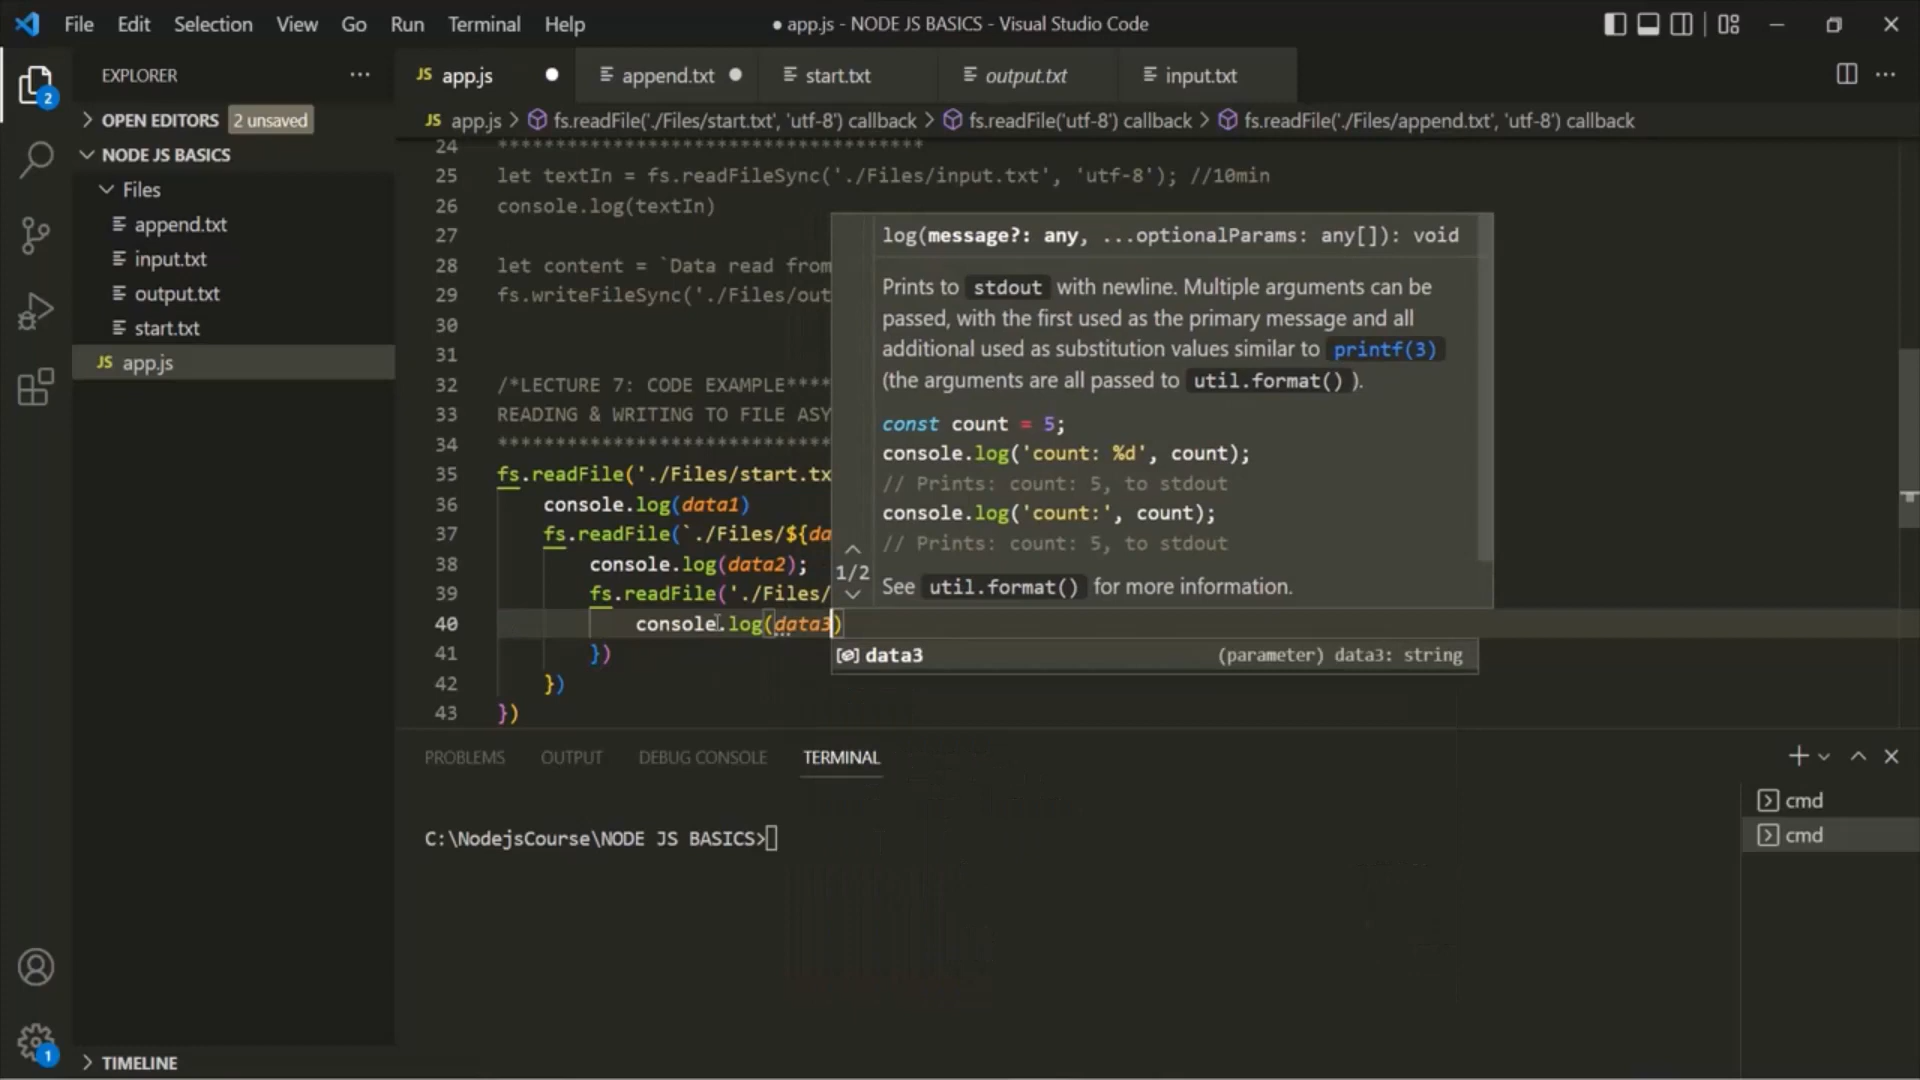 File Edit Selection View Go Run Terminal Help
● app.js - NODE JS BASICS - Visual Studio Code
EXPLORER
JS app.js
append.txt
start.txt
output.txt
input.txt
OPEN EDITORS 2 unsaved
JS app.js > fs.readFile('./Files/start.txt', 'utf-8') callback > fs.readFile('utf-8') callback > fs.readFile('./Files/append.txt', 'utf-8') callback
NODE JS BASICS
Files
append.txt
input.txt
output.txt
start.txt
JS app.js
2
1
TIMELINE
24 *************************************
25 let textIn = fs.readFileSync('./Files/input.txt', 'utf-8'); //10min
26 console.log(textIn)
27
28 let content = `Data read from
29 fs.writeFileSync('./Files/out
30
31
32 /*LECTURE 7: CODE EXAMPLE****
33 READING & WRITING TO FILE ASY
34 *****************************
35 fs.readFile('./Files/start.tx
36 console.log(data1)
37 fs.readFile(`./Files/${da
38 console.log(data2);
39 fs.readFile('./Files/
40 console.log(data3)
41 })
42 })
43 })
log(message?: any, ...optionalParams: any[]): void
Prints to stdout with newline. Multiple arguments can be
passed, with the first used as the primary message and all
additional used as substitution values similar to printf(3)
(the arguments are all passed to util.format() ).
const count = 5;
console.log('count: %d', count);
// Prints: count: 5, to stdout
console.log('count:', count);
// Prints: count: 5, to stdout
1/2
See util.format() for more information.
data3 (parameter) data3: string
PROBLEMS OUTPUT DEBUG CONSOLE TERMINAL
C:\NodejsCourse\NODE JS BASICS>
cmd
cmd